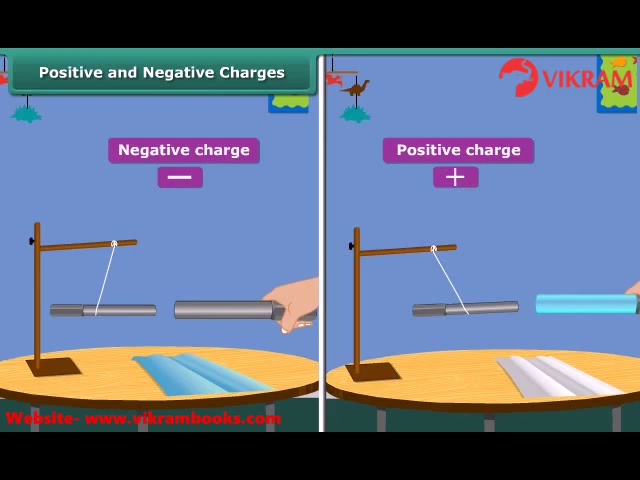 Positive and Negative Charges
VIKRAM
Negative charge
−
Positive charge
+
Website- www.vikrambooks.com